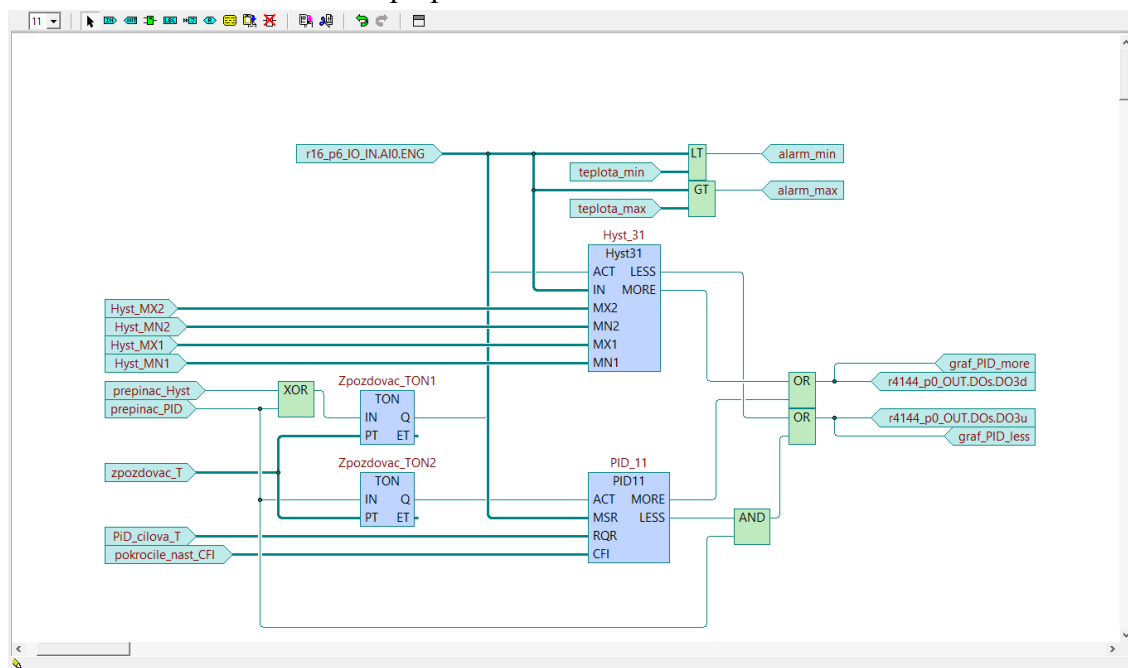 11
r16_p6_IO_IN.AI0.ENG
LT
alarm_min
teplota_min
GT
alarm_max
teplota_max
Hyst_31
Hyst31
ACT LESS
IN MORE
MX2
MN2
MX1
MN1
Hyst_MX2
Hyst_MN2
Hyst_MX1
Hyst_MN1
prepinac_Hyst
prepinac_PID
XOR
Zpozdovac_TON1
TON
IN Q
PT ET
OR
OR
graf_PID_more
r4144_p0_OUT.DOs.DO3d
r4144_p0_OUT.DOs.DO3u
graf_PID_less
zpozdovac_T
Zpozdovac_TON2
TON
IN Q
PT ET
PID_11
PID11
ACT MORE
MSR LESS
RQR
CFI
AND
PiD_cilova_T
pokrocile_nast_CFI